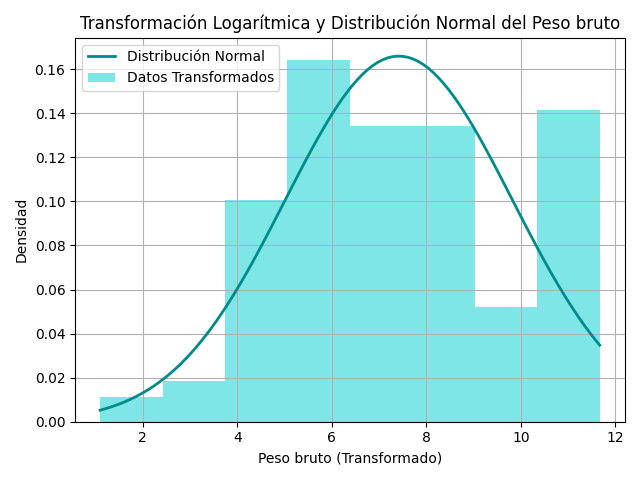 Transformación Logarítmica y Distribución Normal del Peso bruto
Distribución Normal
Datos Transformados
Densidad
0.16
0.14
0.12
0.10
0.08
0.06
0.04
0.02
0.00
2 4 6 8 10 12
Peso bruto (Transformado)